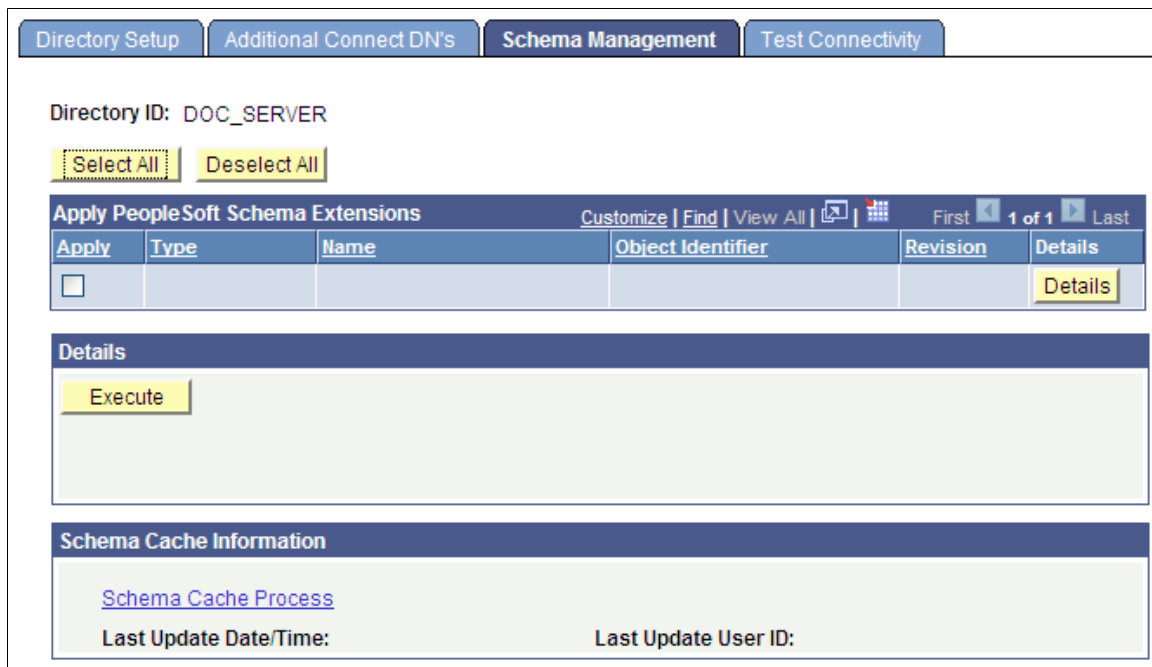 Directory Setup Additional Connect DN's Schema Management Test Connectivity
Directory ID: DOC_SERVER
Select All Deselect All
Apply PeopleSoft Schema Extensions Customize | Find | View All | | First 1 of 1 Last
Apply Type Name Object Identifier Revision Details
Details
Details
Execute
Schema Cache Information
Schema Cache Process
Last Update Date/Time: Last Update User ID: